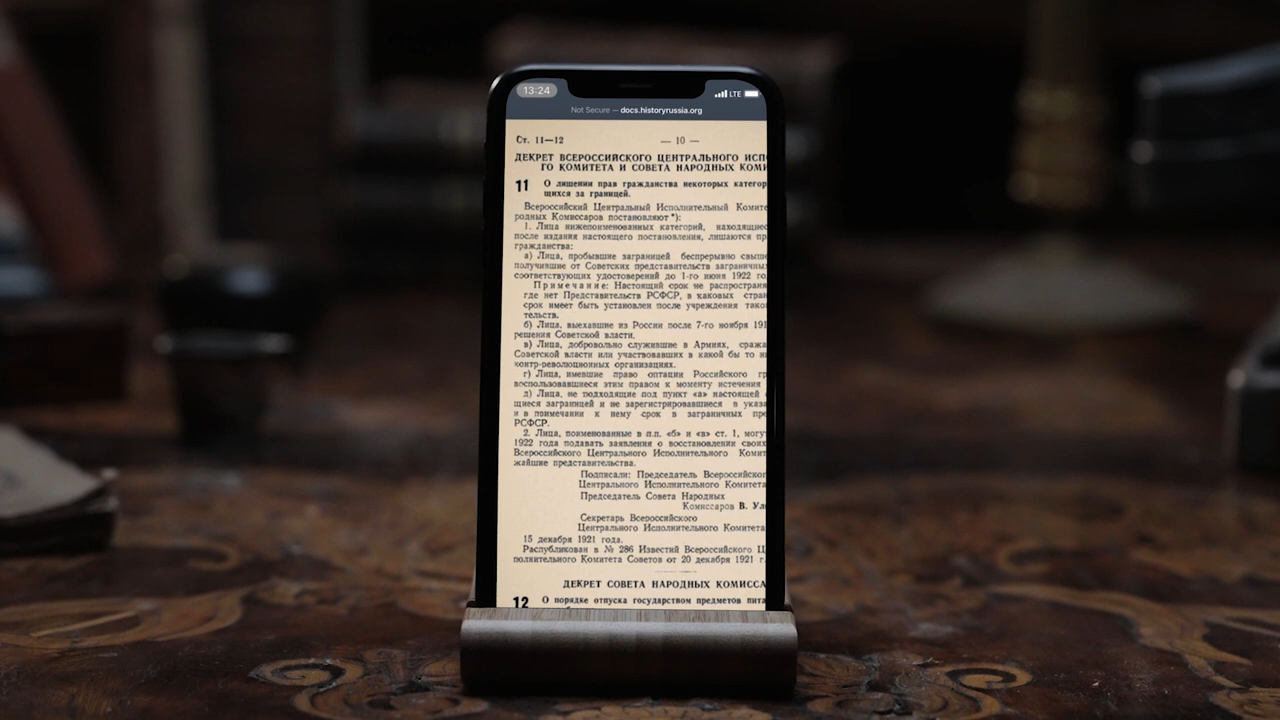 13:24
LTE
Not Secure — docs.historyrussia.org
Ст. 11—12
— 10 —
ДЕКРЕТ ВСЕРОССИЙСКОГО ЦЕНТРАЛЬНОГО ИСПО
ГО КОМИТЕТА И СОВЕТА НАРОДНЫХ КОМИ
11 О лишении прав гражданства некоторых категор
щихся за границей.
Всероссийский Центральный Исполнительный Комите
родных Комиссаров постановляют*):
1. Лица нижепоименованных категорий, находящиес
после издания настоящего постановления, лишаются пр
гражданства:
а) Лица, пробывшие заграницей беспрерывно свыше
получившие от Советских представительств заграничны
соответствующих удостоверений до 1-го июня 1922 го
Примечание: Настоящий срок не распространя
где нет Представительств РСФСР, в каковых стран
срок имеет быть установлен после учреждения тако
тельств.
б) Лица, выехавшие из России после 7-го ноября 191
решения Советской власти.
в) Лица, добровольно служившие в Армиях, сража
Советской власти или участвовавших в какой бы то ни
контр-революционных организациях.
г) Лица, имевшие право оптации Российского гр
воспользовавшиеся этим правом к моменту истечения
д) Лица, не подходящие под пункт «а» настоящей
щиеся заграницей и не зарегистрировавшиеся в указа
и в примечании к нему срок в заграничных пре
РСФСР.
2. Лица, поименованные в п.п. «б» и «в» ст. 1, могу
1922 года подавать заявления о восстановлении своих
Всероссийского Центрального Исполнительного Комит
жайшие представительства.
Подписали: Председатель Всероссийског
Центрального Исполнительного Комитета
Председатель Совета Народных
Комиссаров В. Ул
Секретарь Всероссийского
Центрального Исполнительного Комитета
15 декабря 1921 года.
Распубликован в № 286 Известий Всероссийского Ц
полнительного Комитета Советов от 20 декабря 1921 г.
ДЕКРЕТ СОВЕТА НАРОДНЫХ КОМИССА
12 О порядке отпуска государством предметов пита